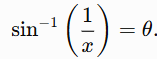 sin⁻¹(1/x) = θ.